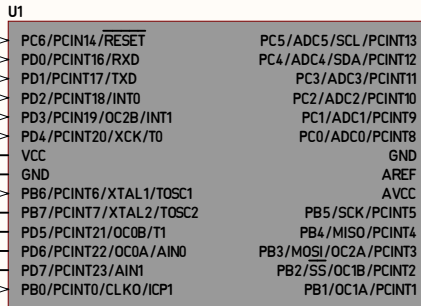 U1
PC6/PCIN14/RESET
PD0/PCINT16/RXD
PD1/PCINT17/TXD
PD2/PCINT18/INT0
PD3/PCIN19/OC2B/INT1
PD4/PCINT20/XCK/T0
VCC
GND
PB6/PCINT6/XTAL1/TOSC1
PB7/PCINT7/XTAL2/TOSC2
PD5/PCINT21/OC0B/T1
PD6/PCINT22/OC0A/AIN0
PD7/PCINT23/AIN1
PB0/PCINT0/CLKO/ICP1
PC5/ADC5/SCL/PCINT13
PC4/ADC4/SDA/PCINT12
PC3/ADC3/PCINT11
PC2/ADC2/PCINT10
PC1/ADC1/PCINT9
PC0/ADC0/PCINT8
GND
AREF
AVCC
PB5/SCK/PCINT5
PB4/MISO/PCINT4
PB3/MOSI/OC2A/PCINT3
PB2/SS/OC1B/PCINT2
PB1/OC1A/PCINT1